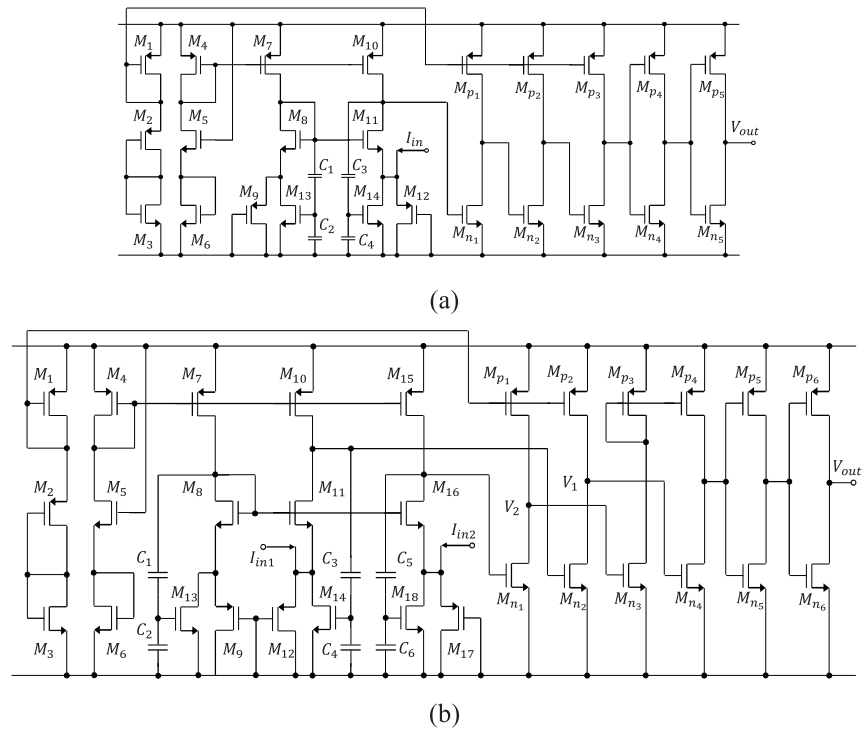 M1 M4 M7 M10
Mp1 Mp2 Mp3 Mp4 Mp5
M2 M5 M8 M11 Iin Vout
C1 C3
M9 M13 M14 M12
M3 M6 C2 C4 Mn1 Mn2 Mn3 Mn4 Mn5
(a)
M1 M4 M7 M10 M15 Mp1 Mp2 Mp3 Mp4 Mp5 Mp6
Vout
M2 M5 M8 M11 M16 V2 V1
C1 Iin1 C3 C5 Iin2
M13 M14 M18 Mn1 Mn2 Mn3 Mn4 Mn5 Mn6
C2 C4 C6
M3 M6 M9 M12 M17
(b)